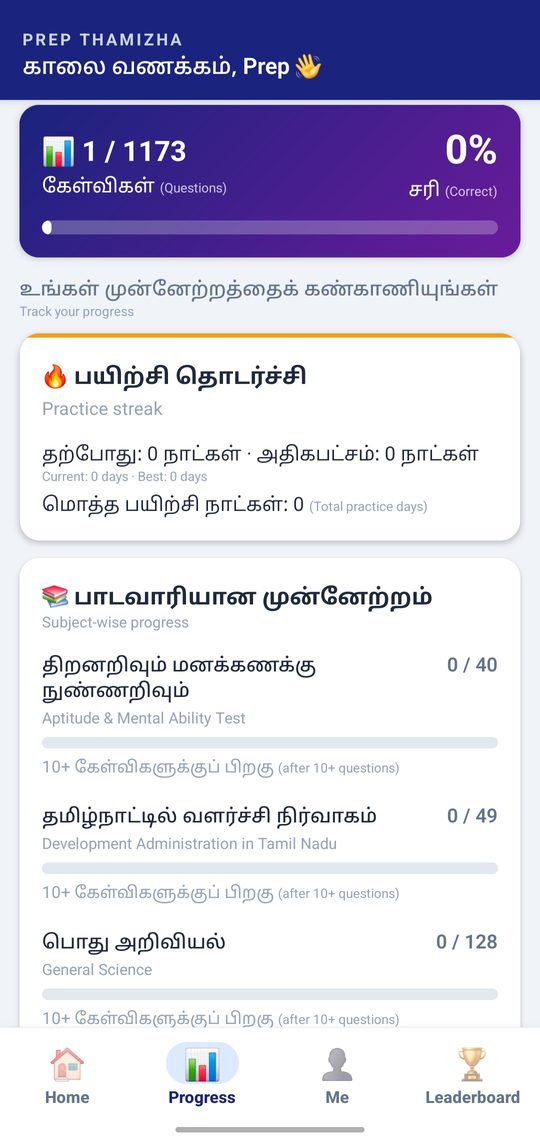 PREP THAMIZHA
காலை வணக்கம், Prep 👋
📊 1 / 1173
0%
கேள்விகள் (Questions)
சரி (Correct)
உங்கள் முன்னேற்றத்தைக் கண்காணியுங்கள்
Track your progress
🔥 பயிற்சி தொடர்ச்சி
Practice streak
தற்போது: 0 நாட்கள் · அதிகபட்சம்: 0 நாட்கள்
Current: 0 days · Best: 0 days
மொத்த பயிற்சி நாட்கள்: 0 (Total practice days)
📚 பாடவாரியான முன்னேற்றம்
Subject-wise progress
திறனறிவும் மனக்கணக்கு
நுண்ணறிவும்
0 / 40
Aptitude & Mental Ability Test
10+ கேள்விகளுக்குப் பிறகு (after 10+ questions)
தமிழ்நாட்டில் வளர்ச்சி நிர்வாகம்
0 / 49
Development Administration in Tamil Nadu
10+ கேள்விகளுக்குப் பிறகு (after 10+ questions)
பொது அறிவியல்
0 / 128
General Science
10+ கேள்விகளுக்குப் பிறகு (after 10+ questions)
Home
Progress
Me
Leaderboard